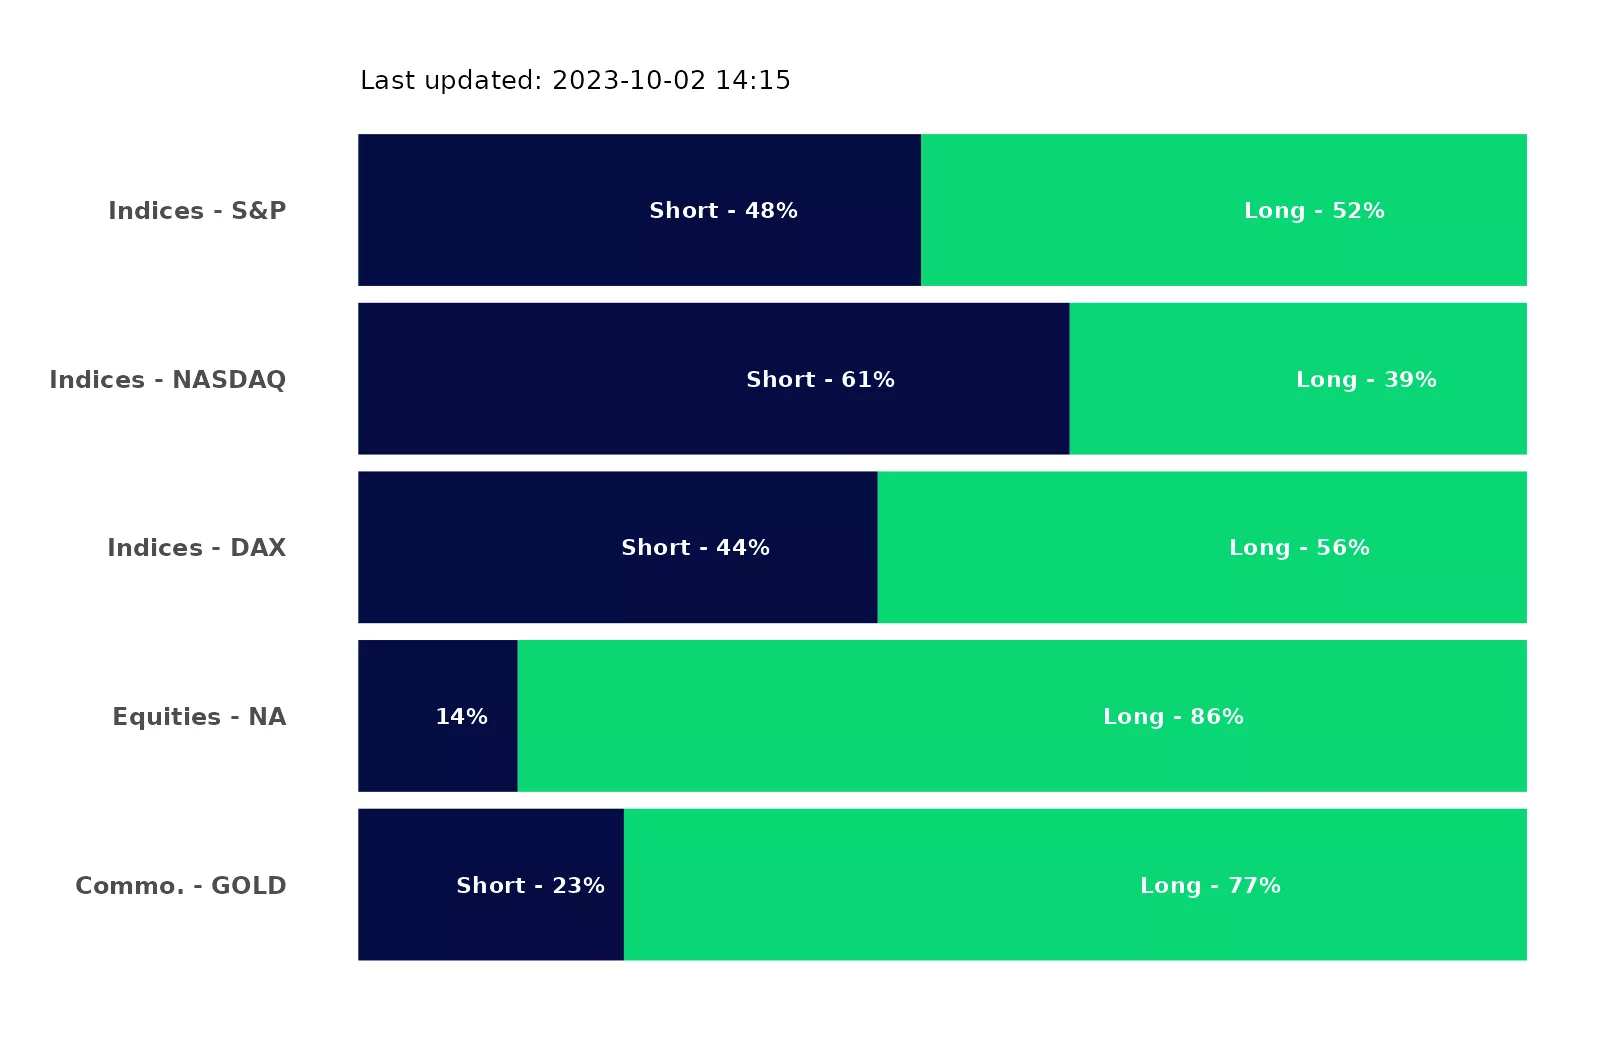 Last updated: 2023-10-02 14:15
Indices - S&P Short - 48% Long - 52%
Indices - NASDAQ Short - 61% Long - 39%
Indices - DAX Short - 44% Long - 56%
Equities - NA 14% Long - 86%
Commo. - GOLD Short - 23% Long - 77%